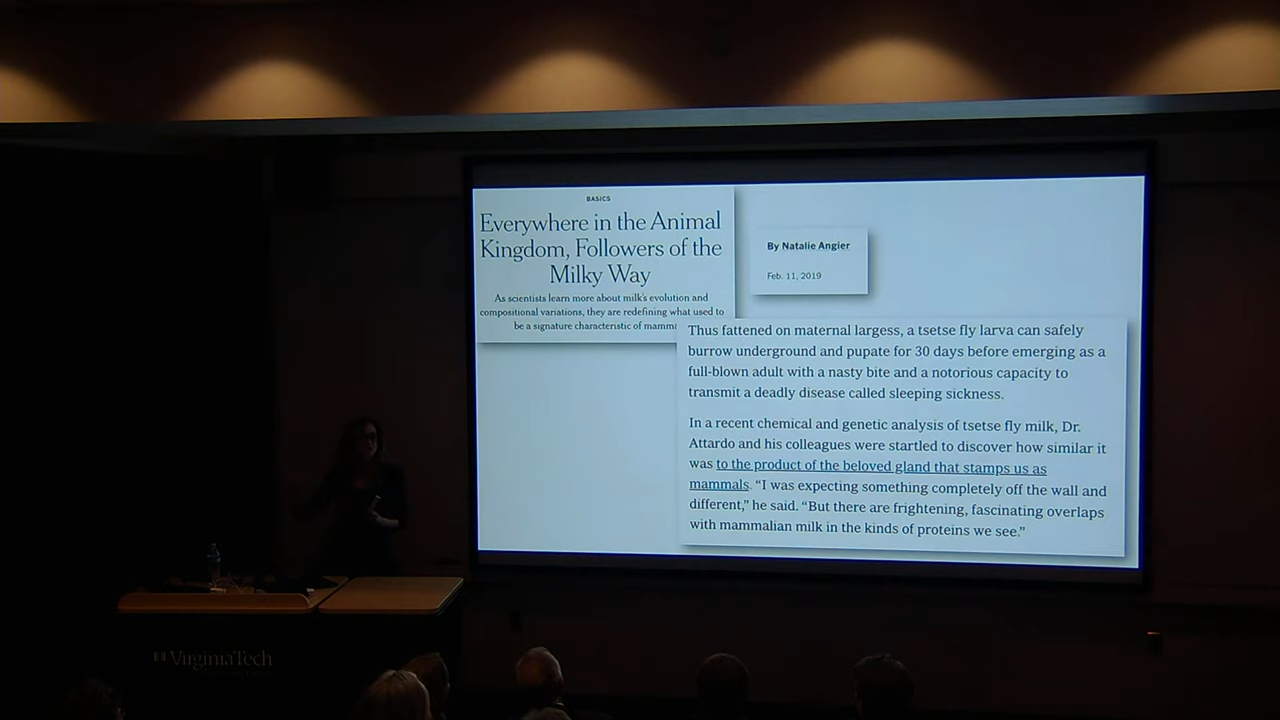 BASICS
Everywhere in the Animal
Kingdom, Followers of the
Milky Way
As scientists learn more about milk's evolution and
compositional variations, they are redefining what used to
be a signature characteristic of
By Natalie Angier
Feb. 11, 2019
Thus fattened on maternal largess, a tsetse fly larva can safely
burrow underground and pupate for 30 days before emerging as a
full-blown adult with a nasty bite and a notorious capacity to
transmit a deadly disease called sleeping sickness.
In a recent chemical and genetic analysis of tsetse fly milk, Dr.
Attardo and his colleagues were startled to discover how similar it
was to the product of the beloved gland that stamps us as
mammals. “I was expecting something completely off the wall and
different,” he said. “But there are frightening, fascinating overlaps
with mammalian milk in the kinds of proteins we see.”
VirginiaTech